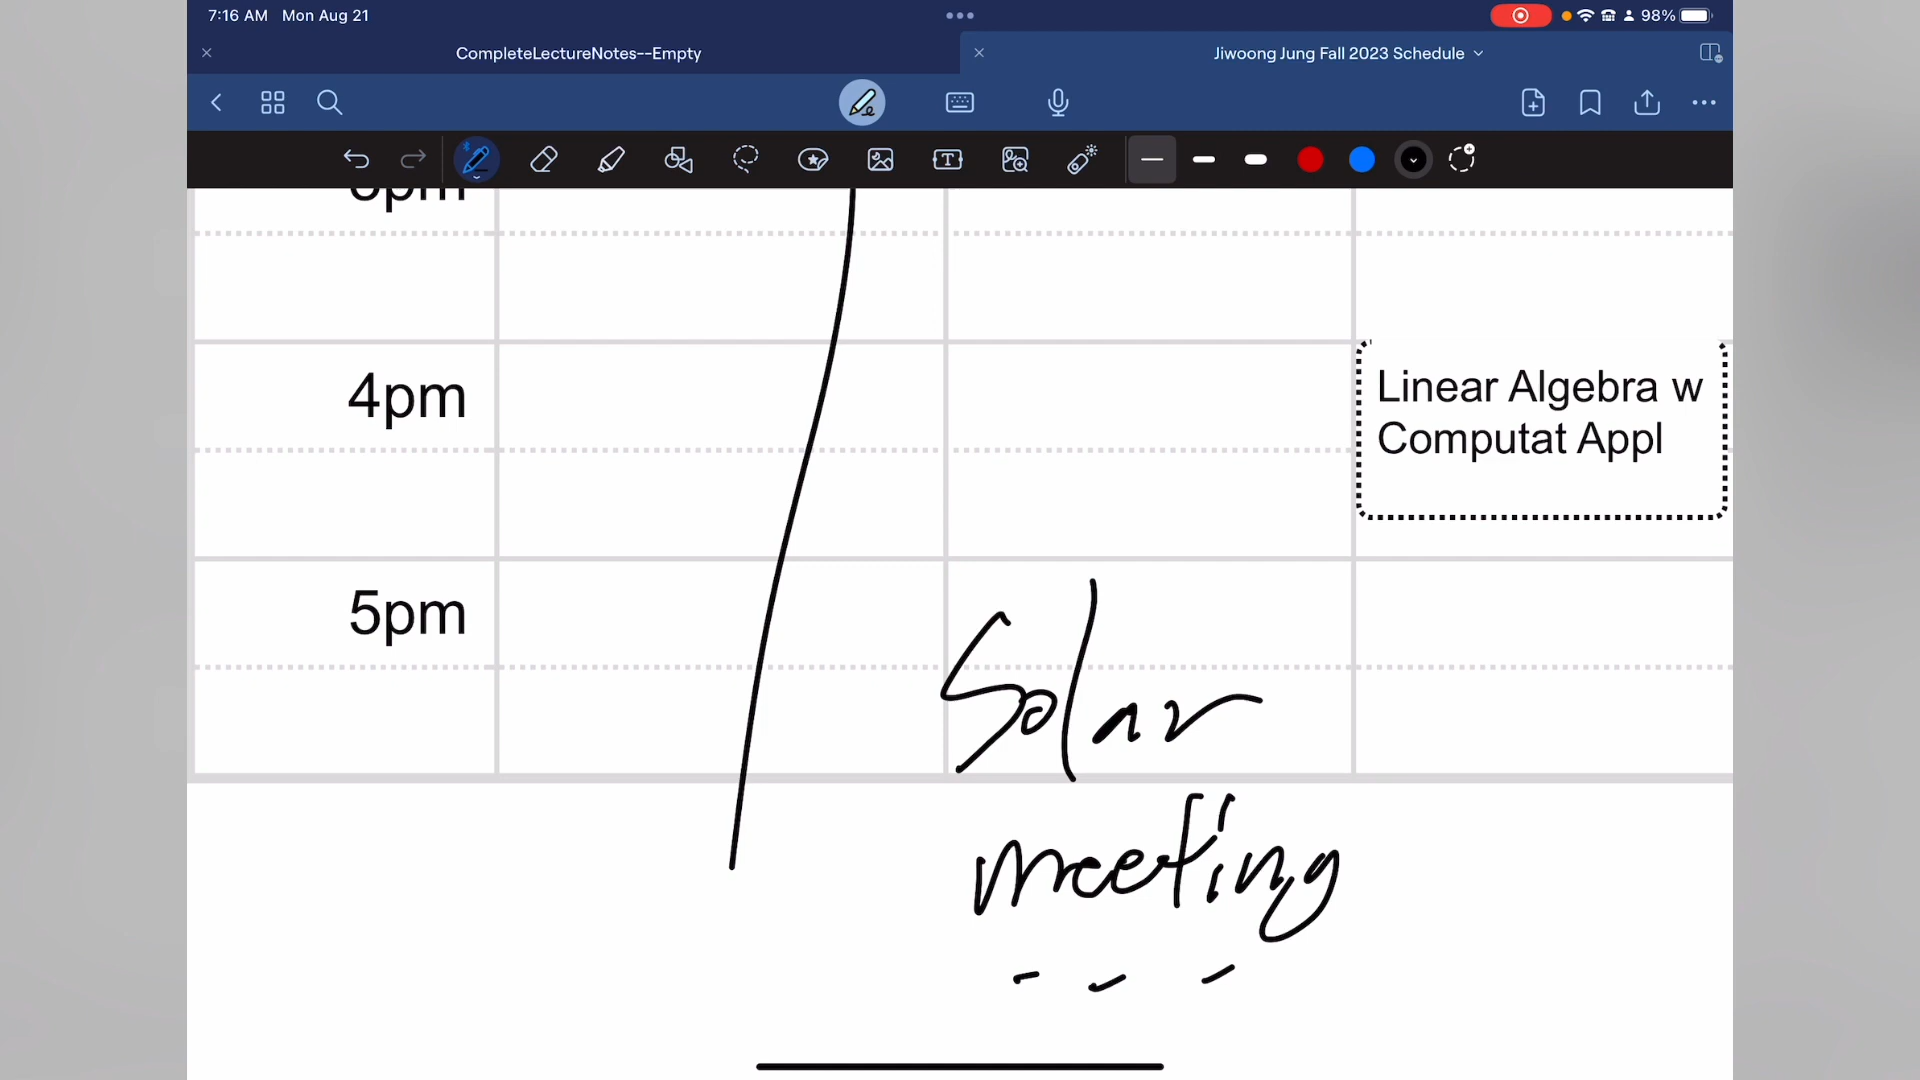 7:16 AM Mon Aug 21
98%
CompleteLectureNotes--Empty
Jiwoong Jung Fall 2023 Schedule
4pm
Linear Algebra w
Computat Appl
5pm
Solar
meeting